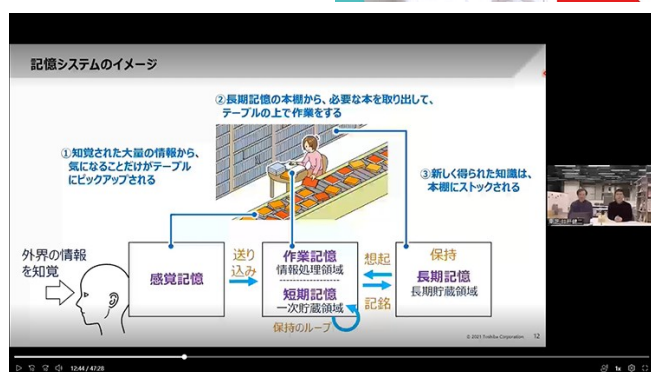 記憶システムのイメージ
②長期記憶の本棚から、必要な本を取り出して、
テーブルの上で作業をする
①知覚された大量の情報から、
気になることだけがテーブル
にピックアップされる
③新しく得られた知識は、
本棚にストックされる
外界の情報
を知覚
感覚記憶
送り
込み
作業記憶
情報処理領域
短期記憶
一次貯蔵領域
保持のループ
想起
記銘
保持
長期記憶
長期貯蔵領域
© 2021 Toshiba Corporation
12
12:44 / 47:28
1x